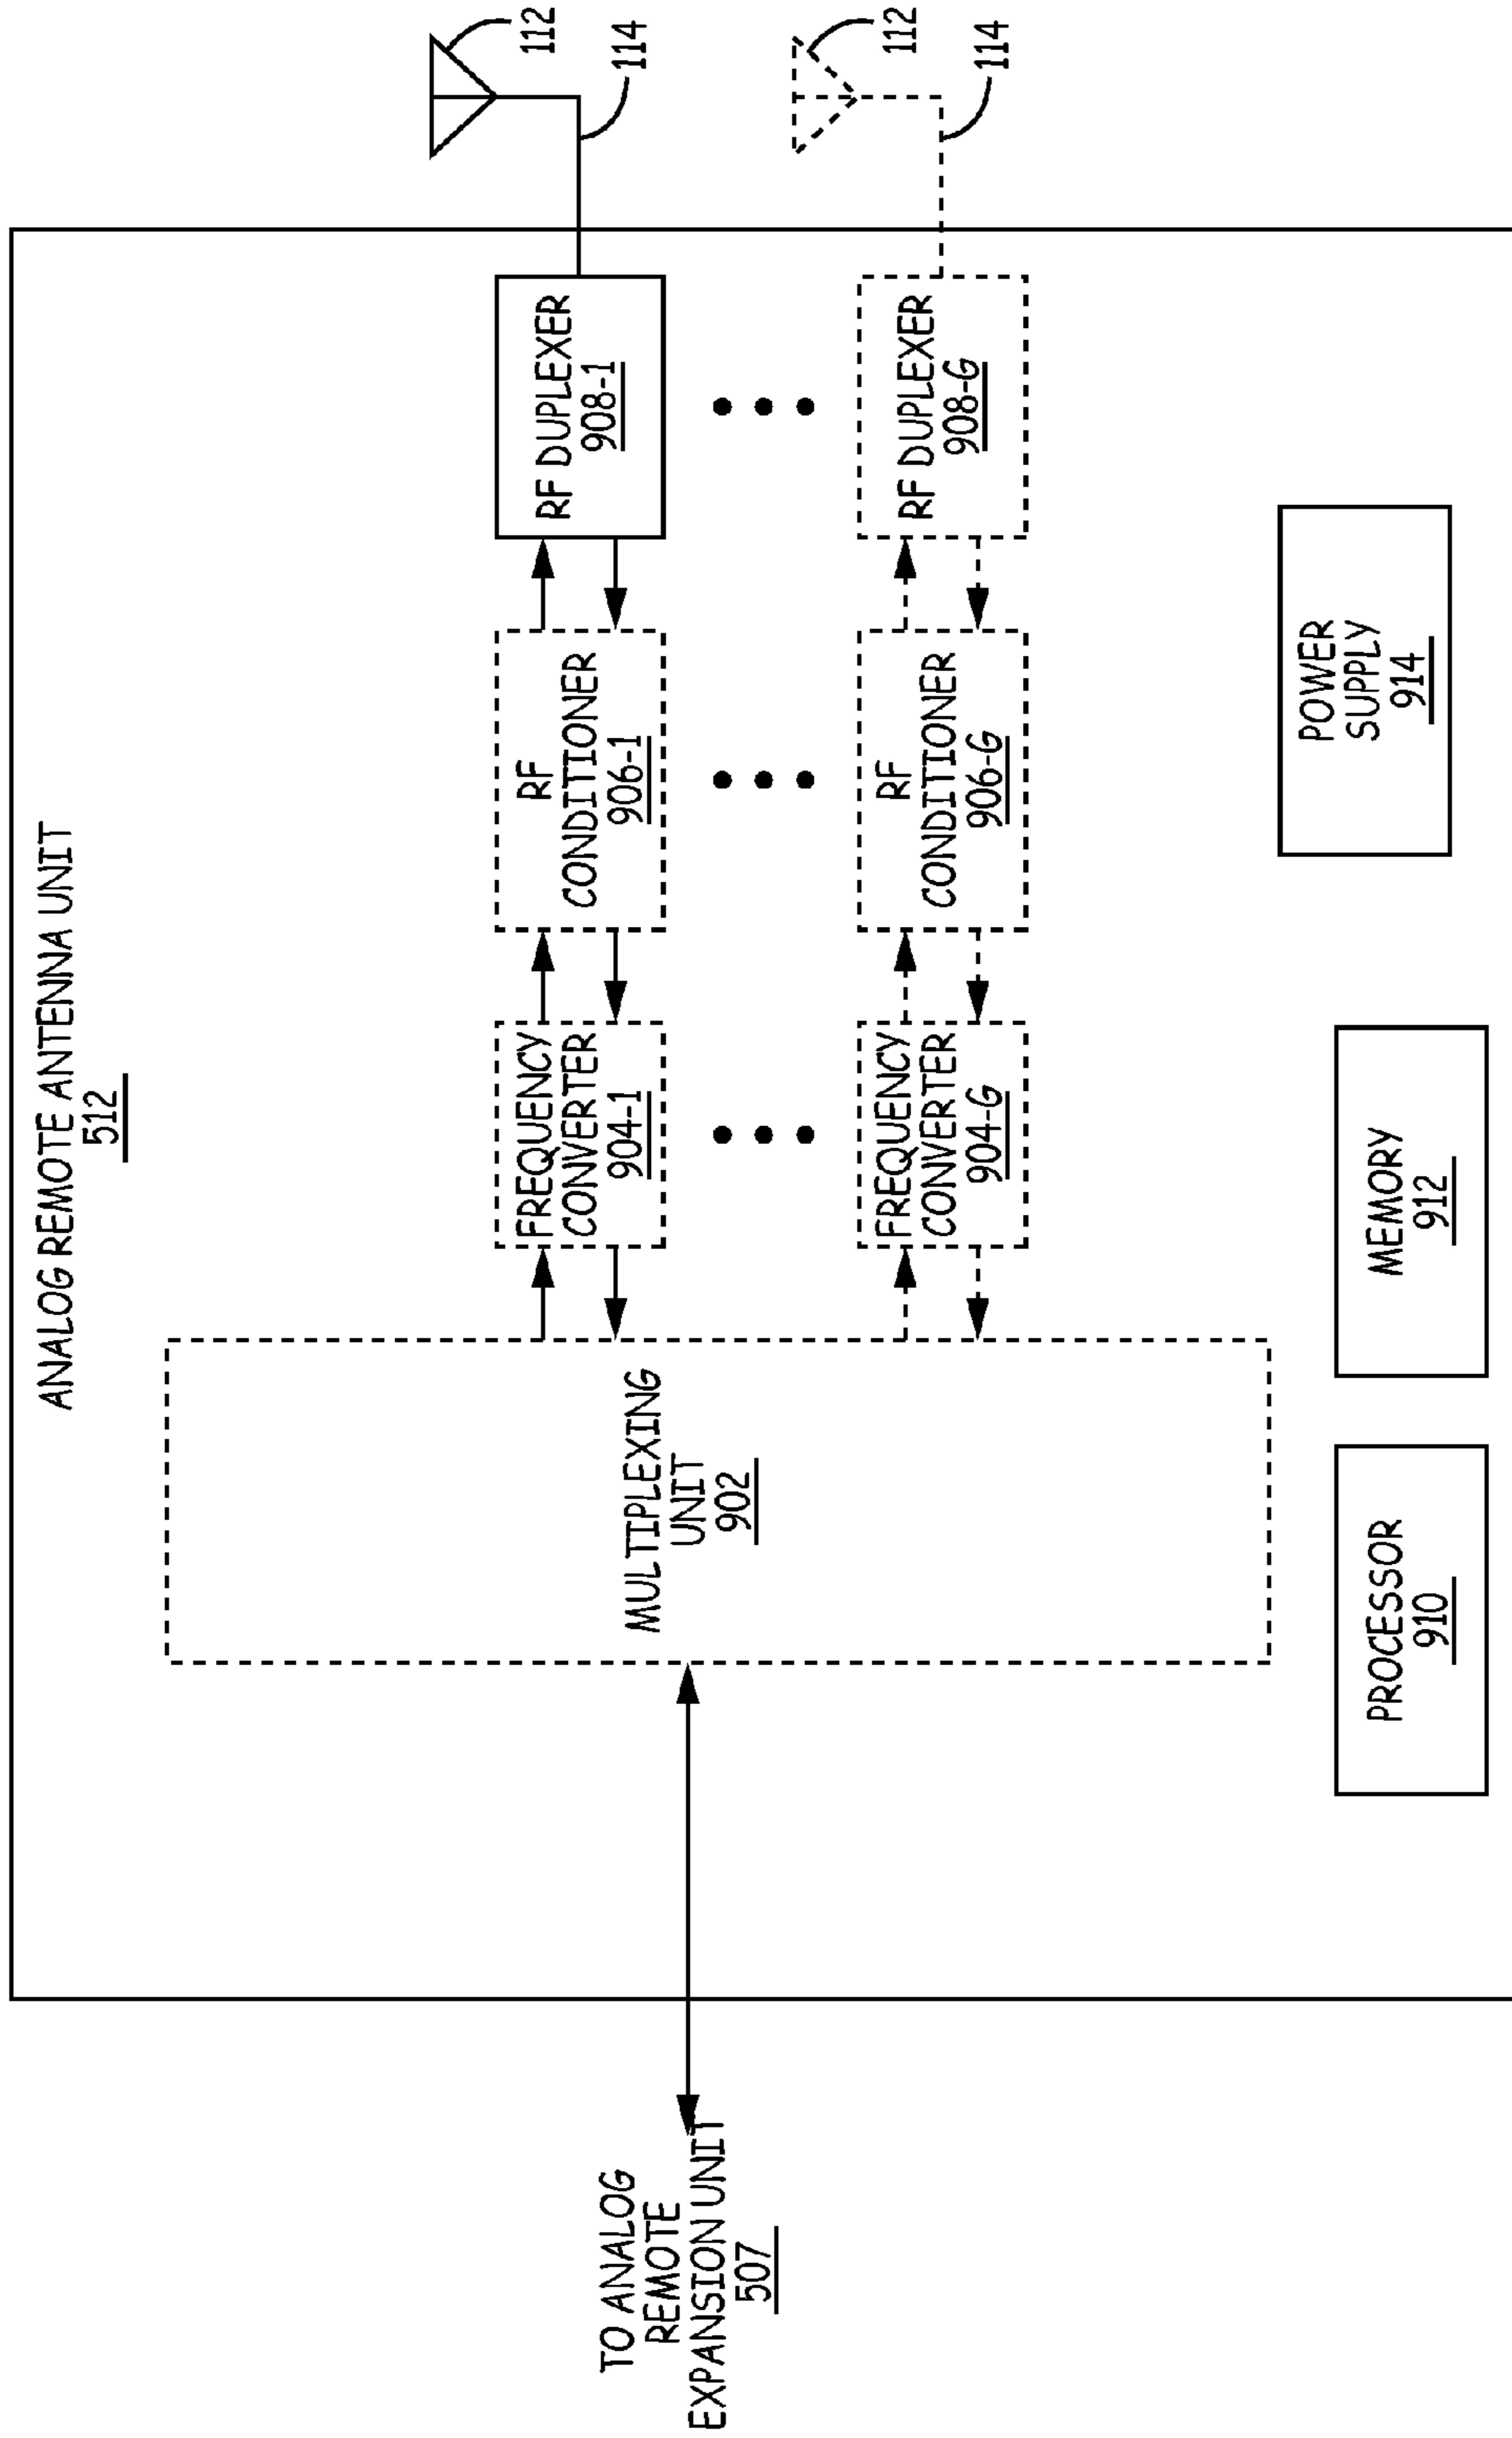 ANALOG REMOTE ANTENNA UNIT
512
TO ANALOG
REMOTE
EXPANSION UNIT
507
MULTIPLEXING
UNIT
902
FREQUENCY
CONVERTER
904-1
RF
CONDITIONER
906-1
RF DUPLEXER
908-1
112
114
FREQUENCY
CONVERTER
904-G
RF
CONDITIONER
906-G
RF DUPLEXER
908-G
112
114
PROCESSOR
910
MEMORY
912
POWER
SUPPLY
914